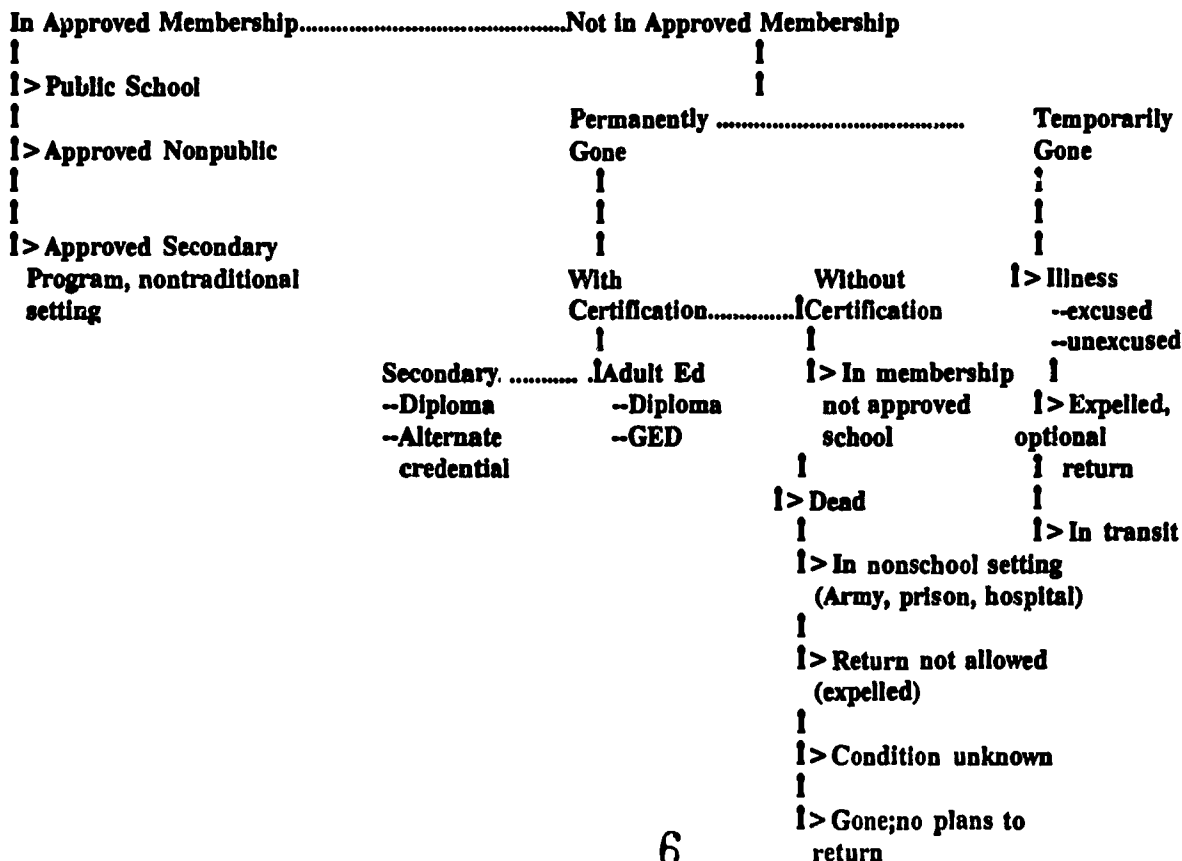 In Approved Membership.............................................Not in Approved Membership
> Public School
Permanently .......................................... Temporarily
> Approved Nonpublic Gone Gone
> Approved Secondary
Program, nontraditional With Without > Illness
setting Certification...............Certification --excused
--unexcused
Secondary. ........... .Adult Ed > In membership
--Diploma --Diploma not approved > Expelled,
--Alternate --GED school optional
credential return
> Dead
> In transit
> In nonschool setting
(Army, prison, hospital)
> Return not allowed
(expelled)
> Condition unknown
> Gone;no plans to
6 return